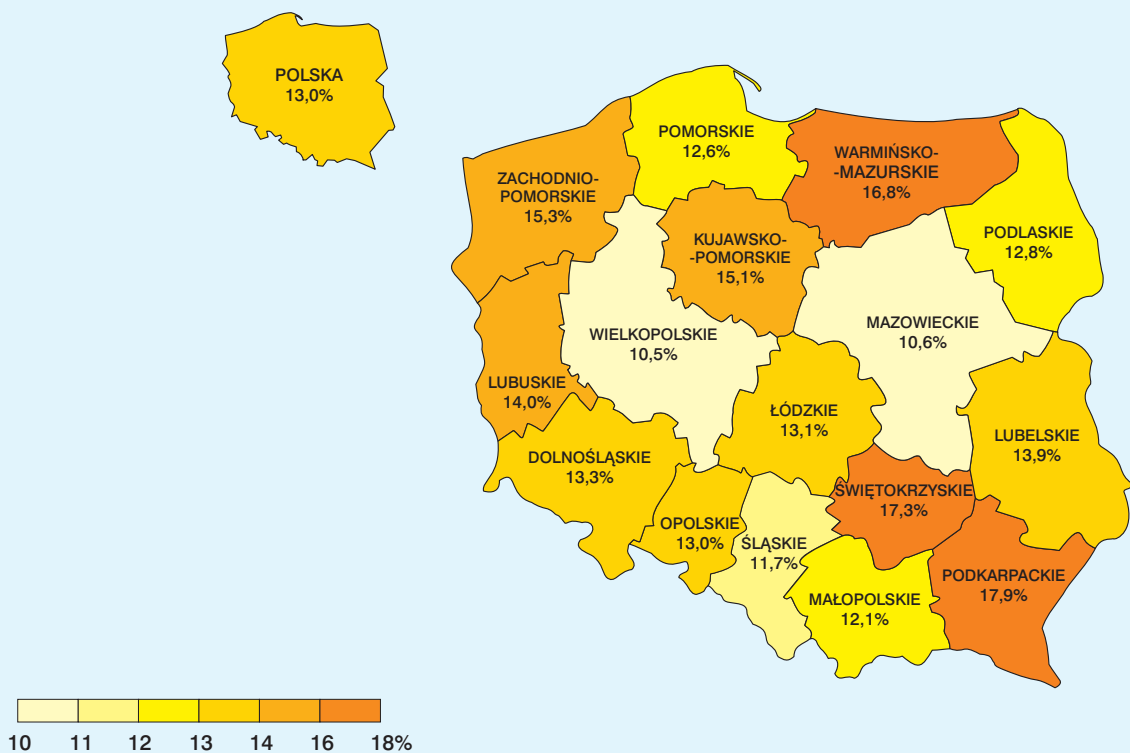 POLSKA
13,0%
POMORSKIE
12,6%
WARMIŃSKO-
-MAZURSKIE
16,8%
ZACHODNIO-
POMORSKIE
15,3%
KUJAWSKO-
-POMORSKIE
15,1%
PODLASKIE
12,8%
WIELKOPOLSKIE
10,5%
MAZOWIECKIE
10,6%
LUBUSKIE
14,0%
ŁÓDZKIE
13,1%
LUBELSKIE
13,9%
DOLNOŚLĄSKIE
13,3%
ŚWIĘTOKRZYSKIE
17,3%
OPOLSKIE
13,0%
ŚLĄSKIE
11,7%
PODKARPACKIE
17,9%
MAŁOPOLSKIE
12,1%
10 11 12 13 14 16 18%